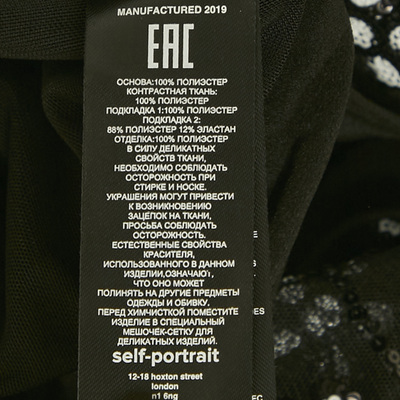 MANUFACTURED 2019
EAC
ОСНОВА:100% ПОЛИЭСТЕР
КОНТРАСТНАЯ ТКАНЬ:
100% ПОЛИЭСТЕР
ПОДКЛАДКА 1:100% ПОЛИЭСТЕР
ПОДКЛАДКА 2:
88% ПОЛИЭСТЕР 12% ЭЛАСТАН
ОТДЕЛКА:100% ПОЛИЭСТЕР
В СИЛУ ДЕЛИКАТНЫХ
СВОЙСТВ ТКАНИ,
НЕОБХОДИМО СОБЛЮДАТЬ
ОСТОРОЖНОСТЬ ПРИ
СТИРКЕ И НОСКЕ.
УКРАШЕНИЯ МОГУТ ПРИВЕСТИ
К ВОЗНИКНОВЕНИЮ
ЗАЦЕПОК НА ТКАНИ,
ПРОСЬБА СОБЛЮДАТЬ
ОСТОРОЖНОСТЬ.
ЕСТЕСТВЕННЫЕ СВОЙСТВА
КРАСИТЕЛЯ,
ИСПОЛЬЗОВАННОГО В ДАННОМ
ИЗДЕЛИИ,ОЗНАЧАЮТ,
ЧТО ОНО МОЖЕТ
ПОЛИНЯТЬ НА ДРУГИЕ ПРЕДМЕТЫ
ОДЕЖДЫ И ОБИВКУ.
ПЕРЕД ХИМЧИСТКОЙ ПОМЕСТИТЕ
ИЗДЕЛИЕ В СПЕЦИАЛЬНЫЙ
МЕШОЧЕК-СЕТКУ ДЛЯ
ДЕЛИКАТНЫХ ИЗДЕЛИЙ.
self-portrait
12-18 hoxton street
london
n1 6ng